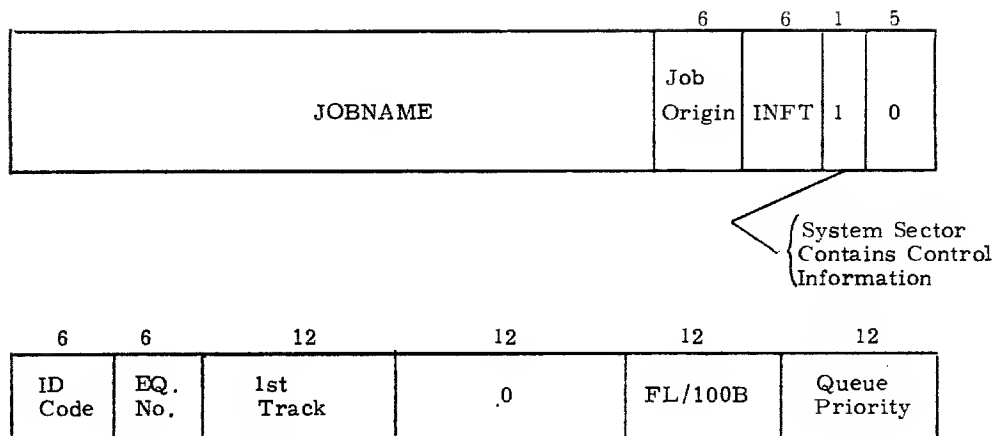 6 6 1 5
JOBNAME
Job
Origin
INFT
1
0
System Sector
Contains Control
Information
6 6 12 12 12 12
ID
Code
EQ.
No.
1st
Track
0
FL/100B
Queue
Priority